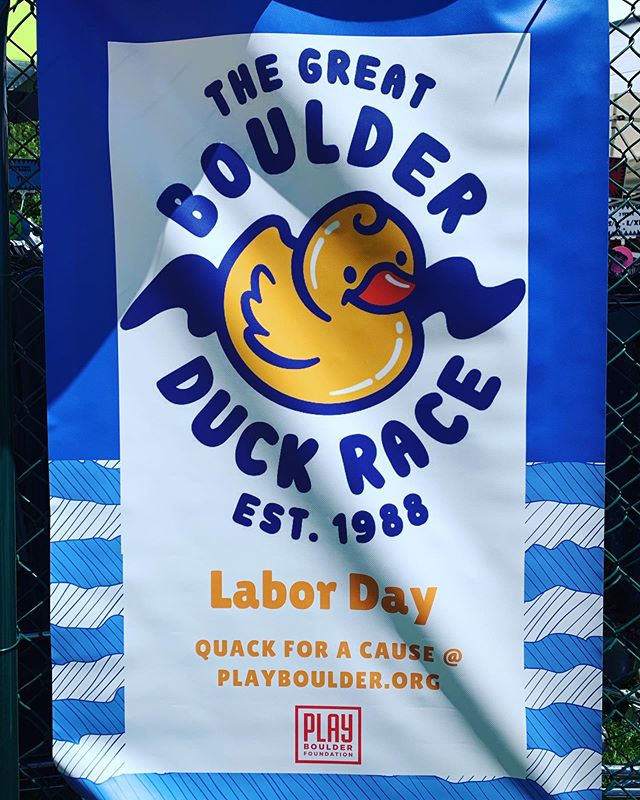 THE GREAT
BOULDER
DUCK RACE
EST. 1988
Labor Day
QUACK FOR A CAUSE @
PLAYBOULDER.ORG
PLAY
BOULDER
FOUNDATION